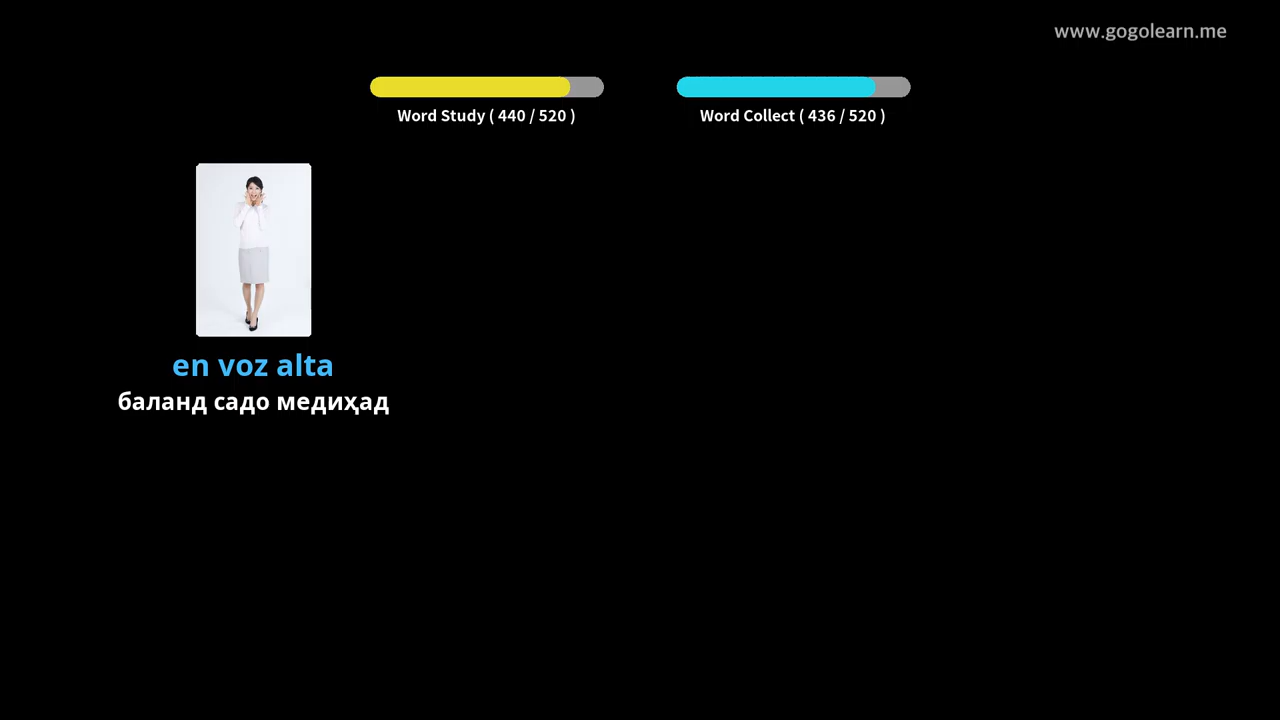 www.gogolearn.me
Word Study ( 440 / 520 )
Word Collect ( 436 / 520 )
en voz alta
баланд садо медиҳад